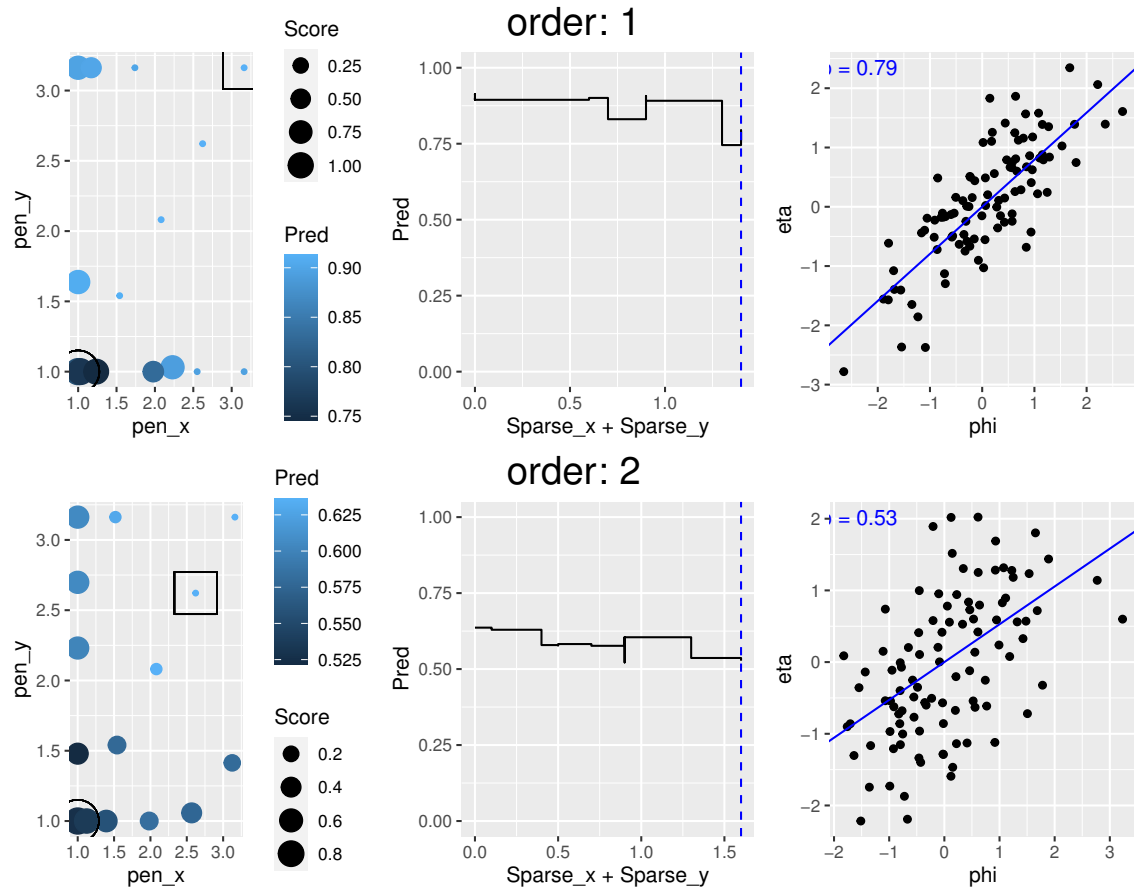 order: 1
3.0
2.5
2.0
1.5
1.0
pen_y
1.0 1.5 2.0 2.5 3.0
pen_x
Score
0.25
0.50
0.75
1.00
Pred
0.90
0.85
0.80
0.75
1.00
0.75
0.50
0.25
0.00
Pred
0.0 0.5 1.0
Sparse_x + Sparse_y
= 0.79
2
1
0
-1
-2
-3
eta
-2 -1 0 1 2
phi
order: 2
3.0
2.5
2.0
1.5
1.0
pen_y
1.0 1.5 2.0 2.5 3.0
pen_x
Pred
0.625
0.600
0.575
0.550
0.525
Score
0.2
0.4
0.6
0.8
1.00
0.75
0.50
0.25
0.00
Pred
0.0 0.5 1.0 1.5
Sparse_x + Sparse_y
= 0.53
2
1
0
-1
-2
eta
-2 -1 0 1 2 3
phi